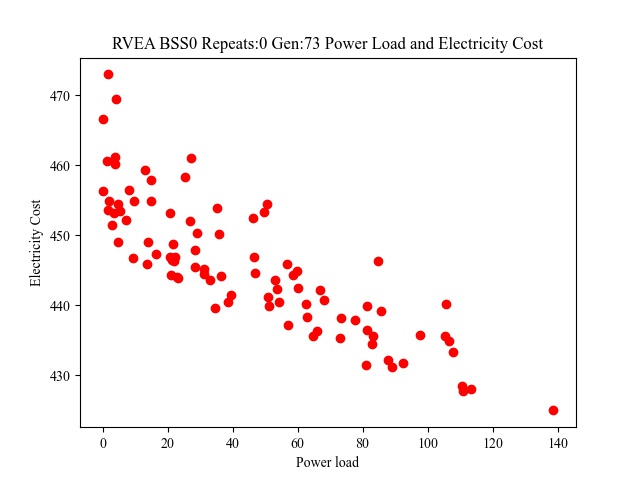 RVEA BSS0 Repeats:0 Gen:73 Power Load and Electricity Cost
470
460
450
440
430
Electricity Cost
0 20 40 60 80 100 120 140
Power load